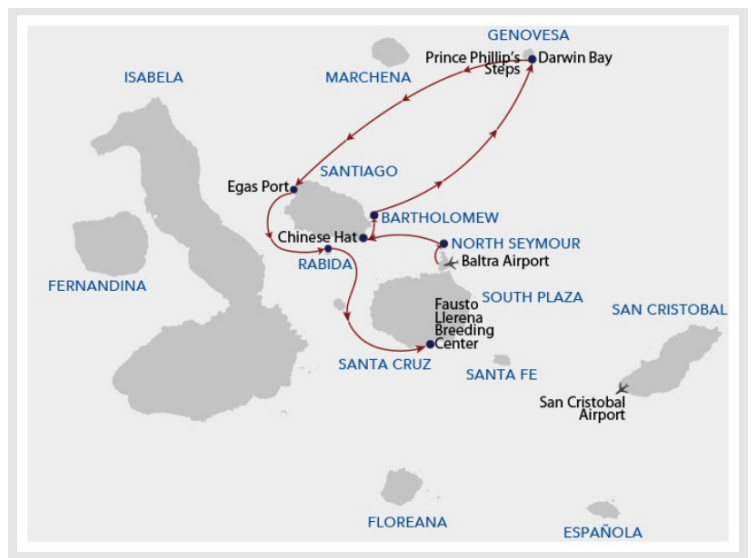 GENOVESA
Prince Phillip's
Steps
Darwin Bay
ISABELA
MARCHENA
SANTIAGO
Egas Port
BARTHOLOMEW
Chinese Hat
NORTH SEYMOUR
RABIDA
Baltra Airport
FERNANDINA
SOUTH PLAZA
Fausto
Llerena
Breeding
Center
SAN CRISTOBAL
SANTA CRUZ
SANTA FE
San Cristobal
Airport
FLOREANA
ESPAÑOLA